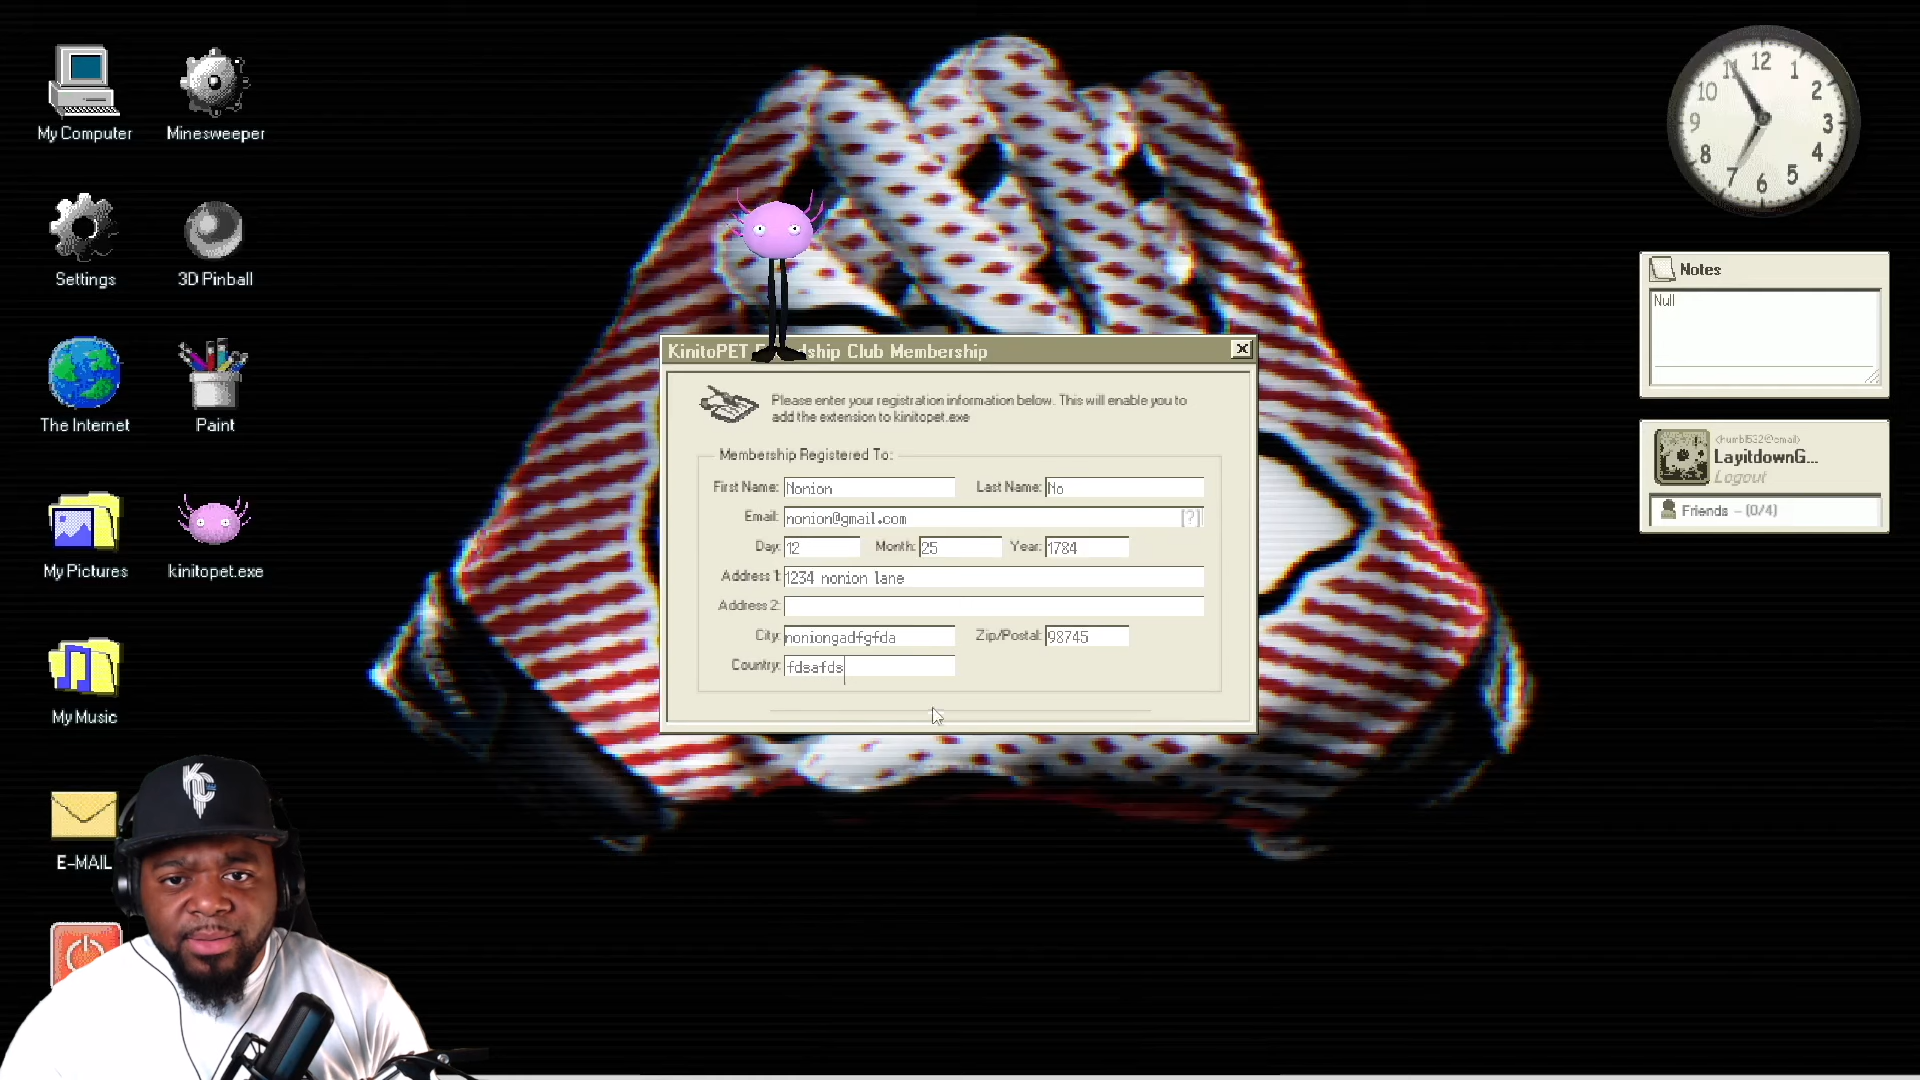 My Computer
Minesweeper
Settings
3D Pinball
The Internet
Paint
My Pictures
kinitopet.exe
My Music
E-MAIL
KC
12
1
2
3
4
5
6
7
8
9
10
11
Notes
Null
(humbl532@email)
LayitdownG...
Logout
Friends - (0/4)
KinitoPET F dship Club Membership
Please enter your registration information below. This will enable you to
add the extension to kinitopet.exe
Membership Registered To:
First Name: Nonion Last Name: No
Email: nonion@gmail.com [?]
Day: 12 Month: 25 Year: 1784
Address 1: 1234 nonion lane
Address 2:
City: noniongadfgfda Zip/Postal: 98745
Country: fdsafds